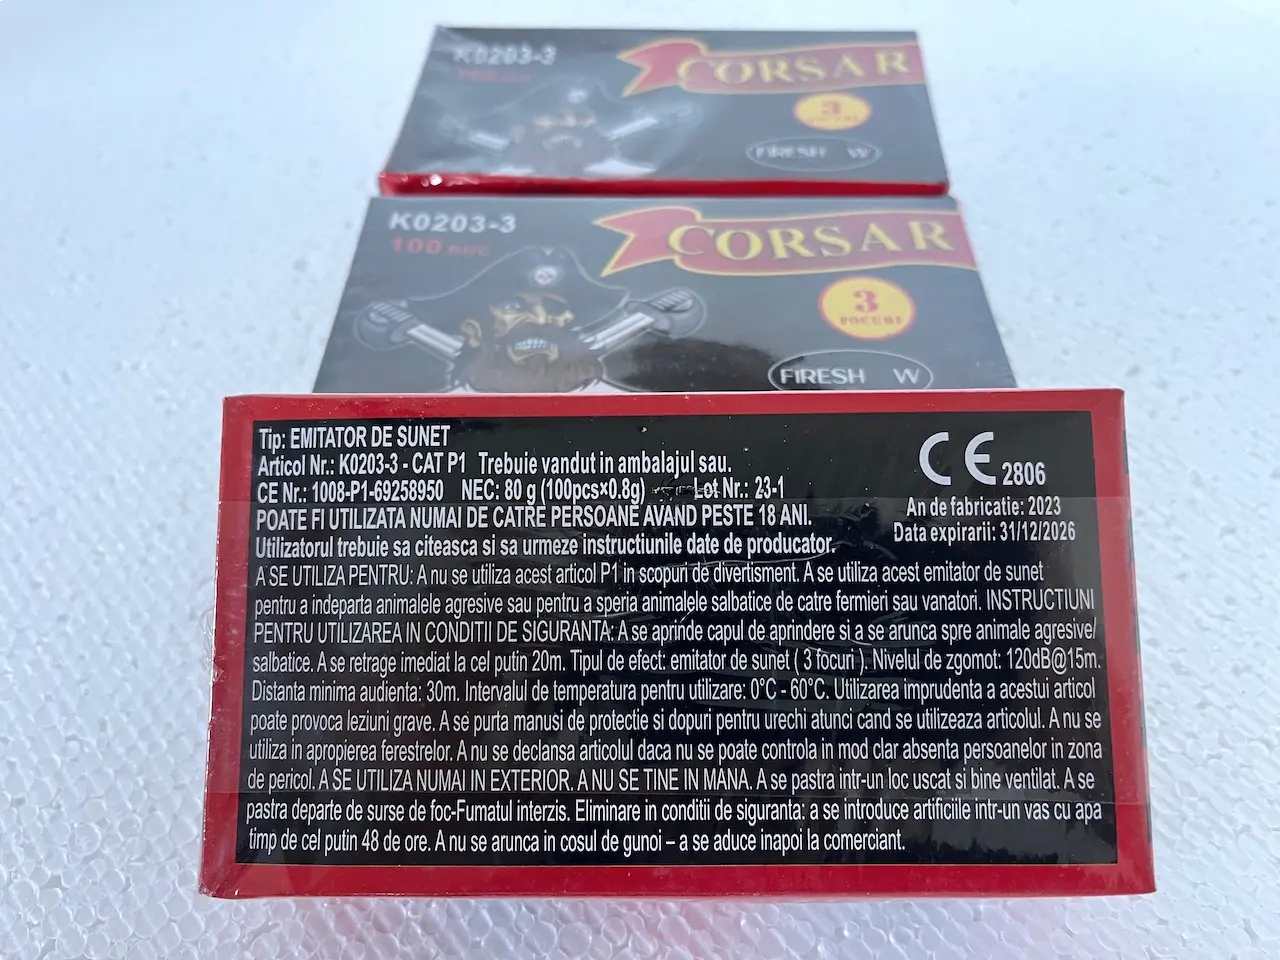 K0203-3
CORSAR
3
FIRESH W
K0203-3
100 BUC
CORSAR
3
FOCURI
FIRESH W
Tip: EMITATOR DE SUNET
Articol Nr.: K0203-3 - CAT P1 Trebuie vandut in ambalajul sau.
CE Nr.: 1008-P1-69258950 NEC: 80 g (100pcs×0.8g) Lot Nr.: 23-1
POATE FI UTILIZATA NUMAI DE CATRE PERSOANE AVAND PESTE 18 ANI.
Utilizatorul trebuie sa citeasca si sa urmeze instructiunile date de producator.
CE 2806
An de fabricatie: 2023
Data expirarii: 31/12/2026
A SE UTILIZA PENTRU: A nu se utiliza acest articol P1 in scopuri de divertisment. A se utiliza acest emitator de sunet
pentru a indeparta animalele agresive sau pentru a speria animalele salbatice de catre fermieri sau vanatori. INSTRUCTIUNI
PENTRU UTILIZAREA IN CONDITII DE SIGURANTA: A se aprinde capul de aprindere si a se arunca spre animale agresive/
salbatice. A se retrage imediat la cel putin 20m. Tipul de efect: emitator de sunet ( 3 focuri ). Nivelul de zgomot: 120dB@15m.
Distanta minima audienta: 30m. Intervalul de temperatura pentru utilizare: 0°C - 60°C. Utilizarea imprudenta a acestui articol
poate provoca leziuni grave. A se purta manusi de protectie si dopuri pentru urechi atunci cand se utilizeaza articolul. A nu se
utiliza in apropierea ferestrelor. A nu se declansa articolul daca nu se poate controla in mod clar absenta persoanelor in zona
de pericol. A SE UTILIZA NUMAI IN EXTERIOR. A NU SE TINE IN MANA. A se pastra intr-un loc uscat si bine ventilat. A se
pastra departe de surse de foc-Fumatul interzis. Eliminare in conditii de siguranta: a se introduce artificiile intr-un vas cu apa
timp de cel putin 48 de ore. A nu se arunca in cosul de gunoi – a se aduce inapoi la comerciant.